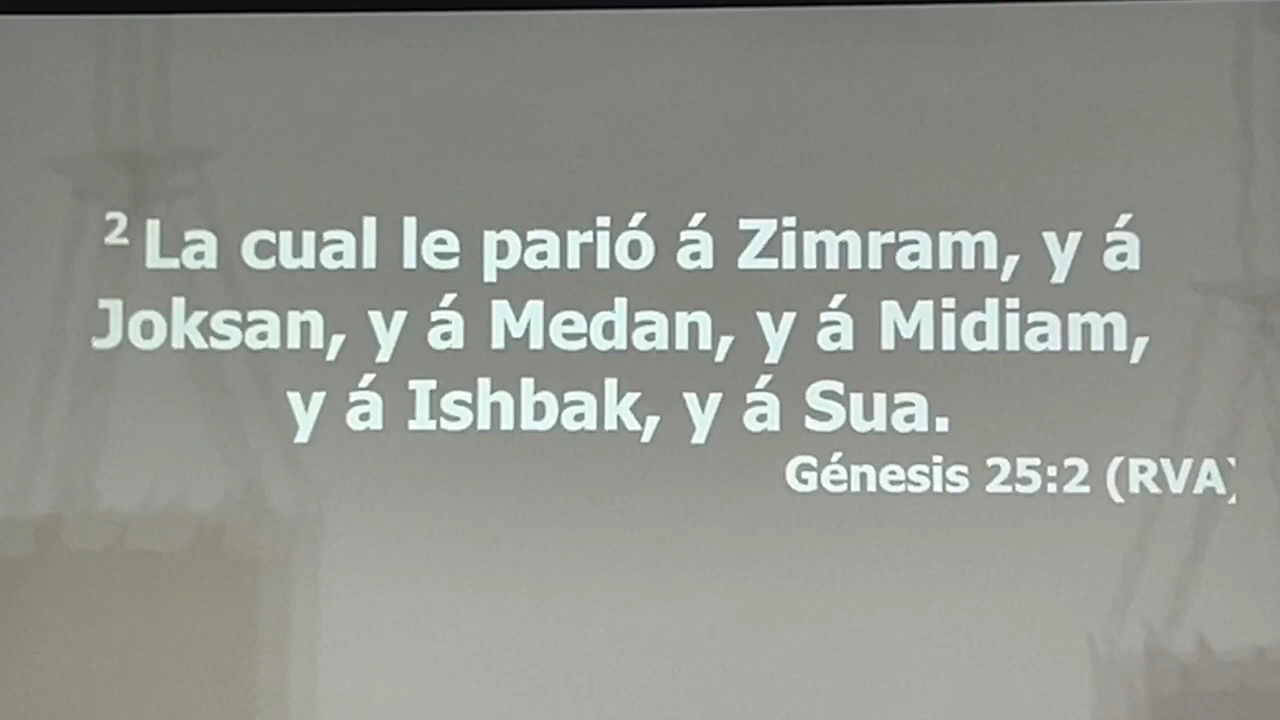 2 La cual le parió á Zimram, y á
Joksan, y á Medan, y á Midiam,
y á Ishbak, y á Sua.
Génesis 25:2 (RVA)